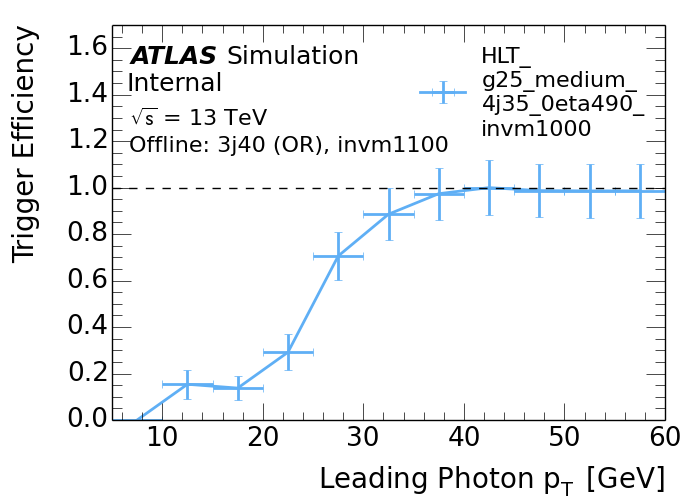 ATLAS Simulation
Internal
√s = 13 TeV
Offline: 3j40 (OR), invm1100
HLT_
g25_medium_
4j35_0eta490_
invm1000
Trigger Efficiency
1.6
1.4
1.2
1.0
0.8
0.6
0.4
0.2
0.0
10 20 30 40 50 60
Leading Photon p_T [GeV]